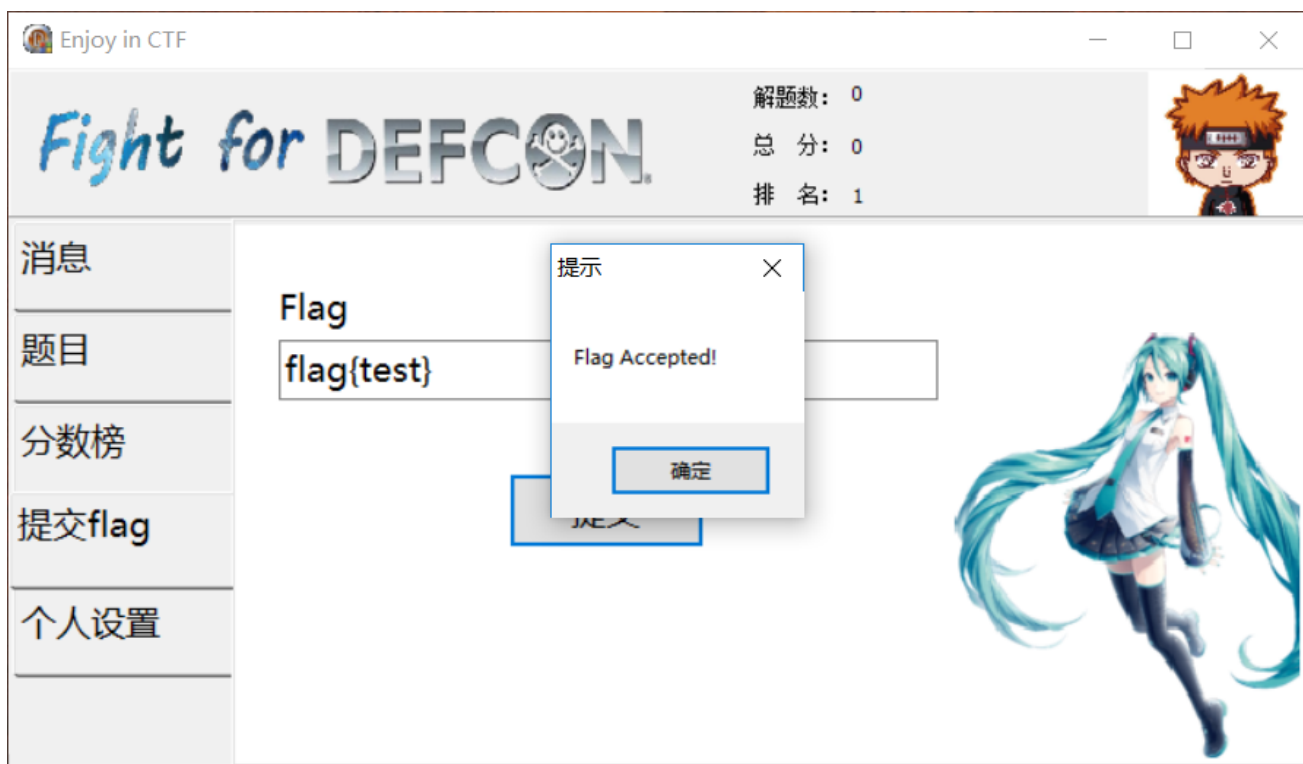 Enjoy in CTF
Fight for DEFCON
解题数: 0
总 分: 0
排 名: 1
消息
题目
分数榜
提交flag
个人设置
Flag
flag{test}
提示
Flag Accepted!
确定